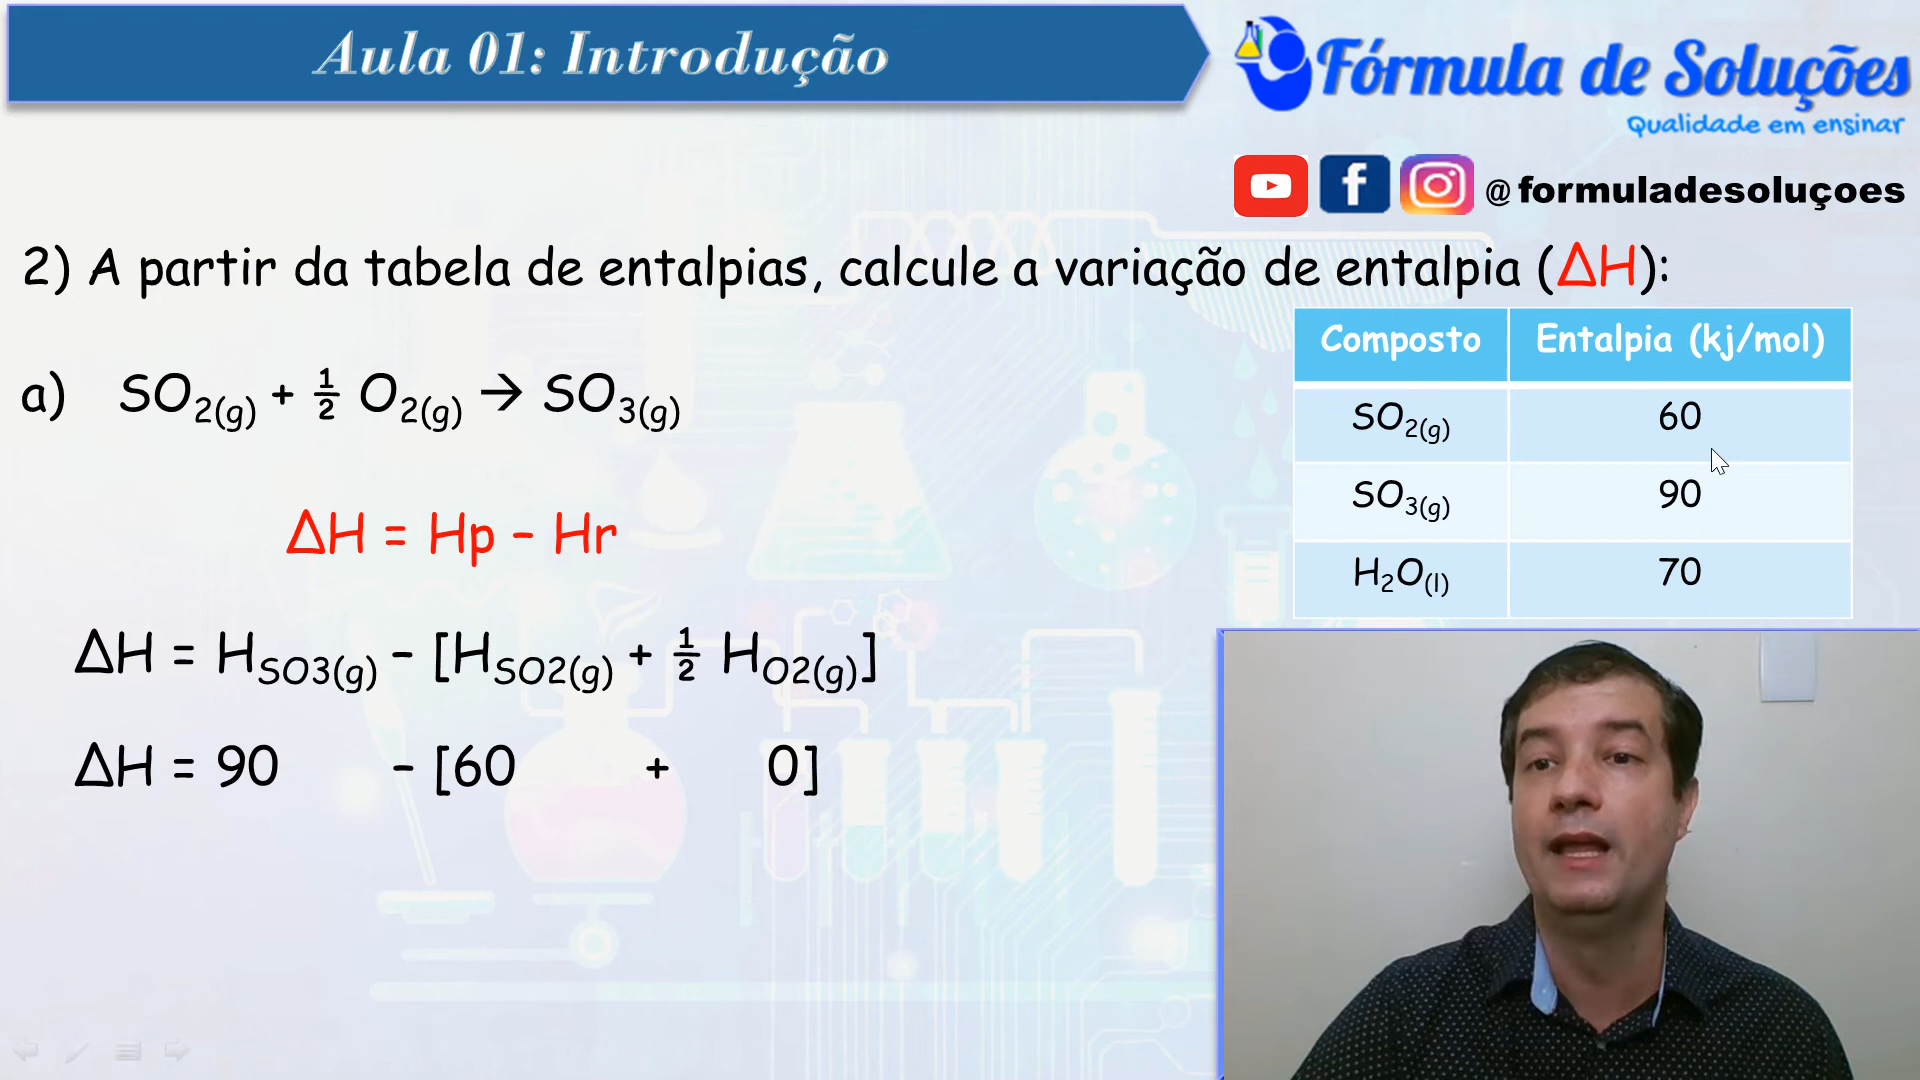 Aula 01: Introdução
Fórmula de Soluções
Qualidade em ensinar
@formuladesoluçoes
2) A partir da tabela de entalpias, calcule a variação de entalpia (ΔH):
Composto Entalpia (kj/mol)
SO2(g) 60
SO3(g) 90
H2O(l) 70
a) SO2(g) + ½ O2(g) → SO3(g)
ΔH = Hp – Hr
ΔH = HSO3(g) – [HSO2(g) + ½ HO2(g)]
ΔH = 90 – [60 + 0]